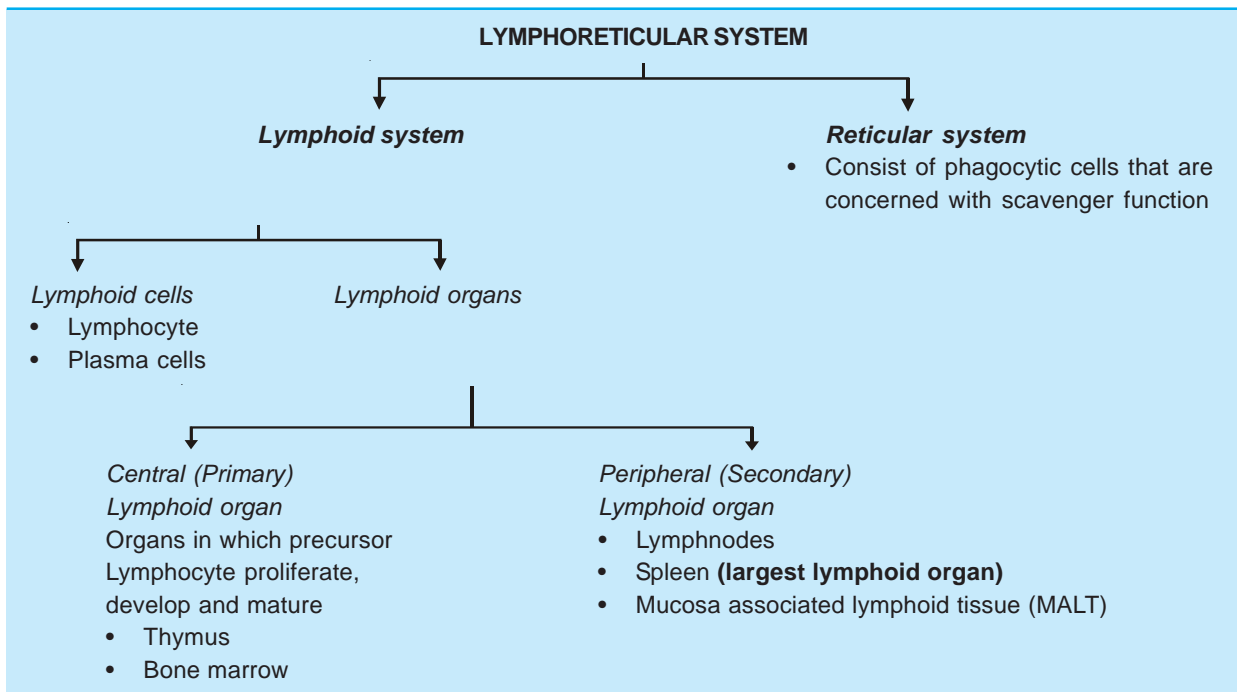 LYMPHORETICULAR SYSTEM
Lymphoid system
Reticular system
• Consist of phagocytic cells that are
concerned with scavenger function
Lymphoid cells
• Lymphocyte
• Plasma cells
Lymphoid organs
Central (Primary)
Lymphoid organ
Organs in which precursor
Lymphocyte proliferate,
develop and mature
• Thymus
• Bone marrow
Peripheral (Secondary)
Lymphoid organ
• Lymphnodes
• Spleen (largest lymphoid organ)
• Mucosa associated lymphoid tissue (MALT)